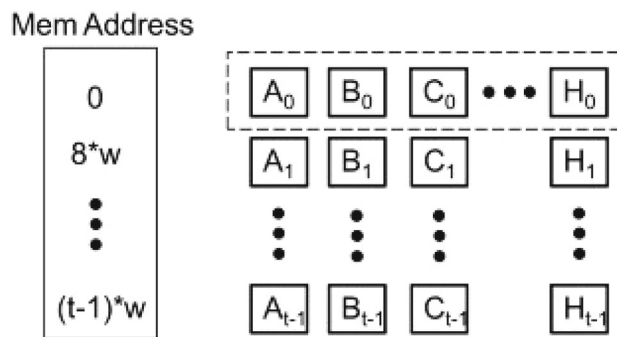 Mem Address
0 A₀ B₀ C₀ ••• H₀
8*w A₁ B₁ C₁ H₁
(t-1)*w Aₜ₋₁ Bₜ₋₁ Cₜ₋₁ Hₜ₋₁